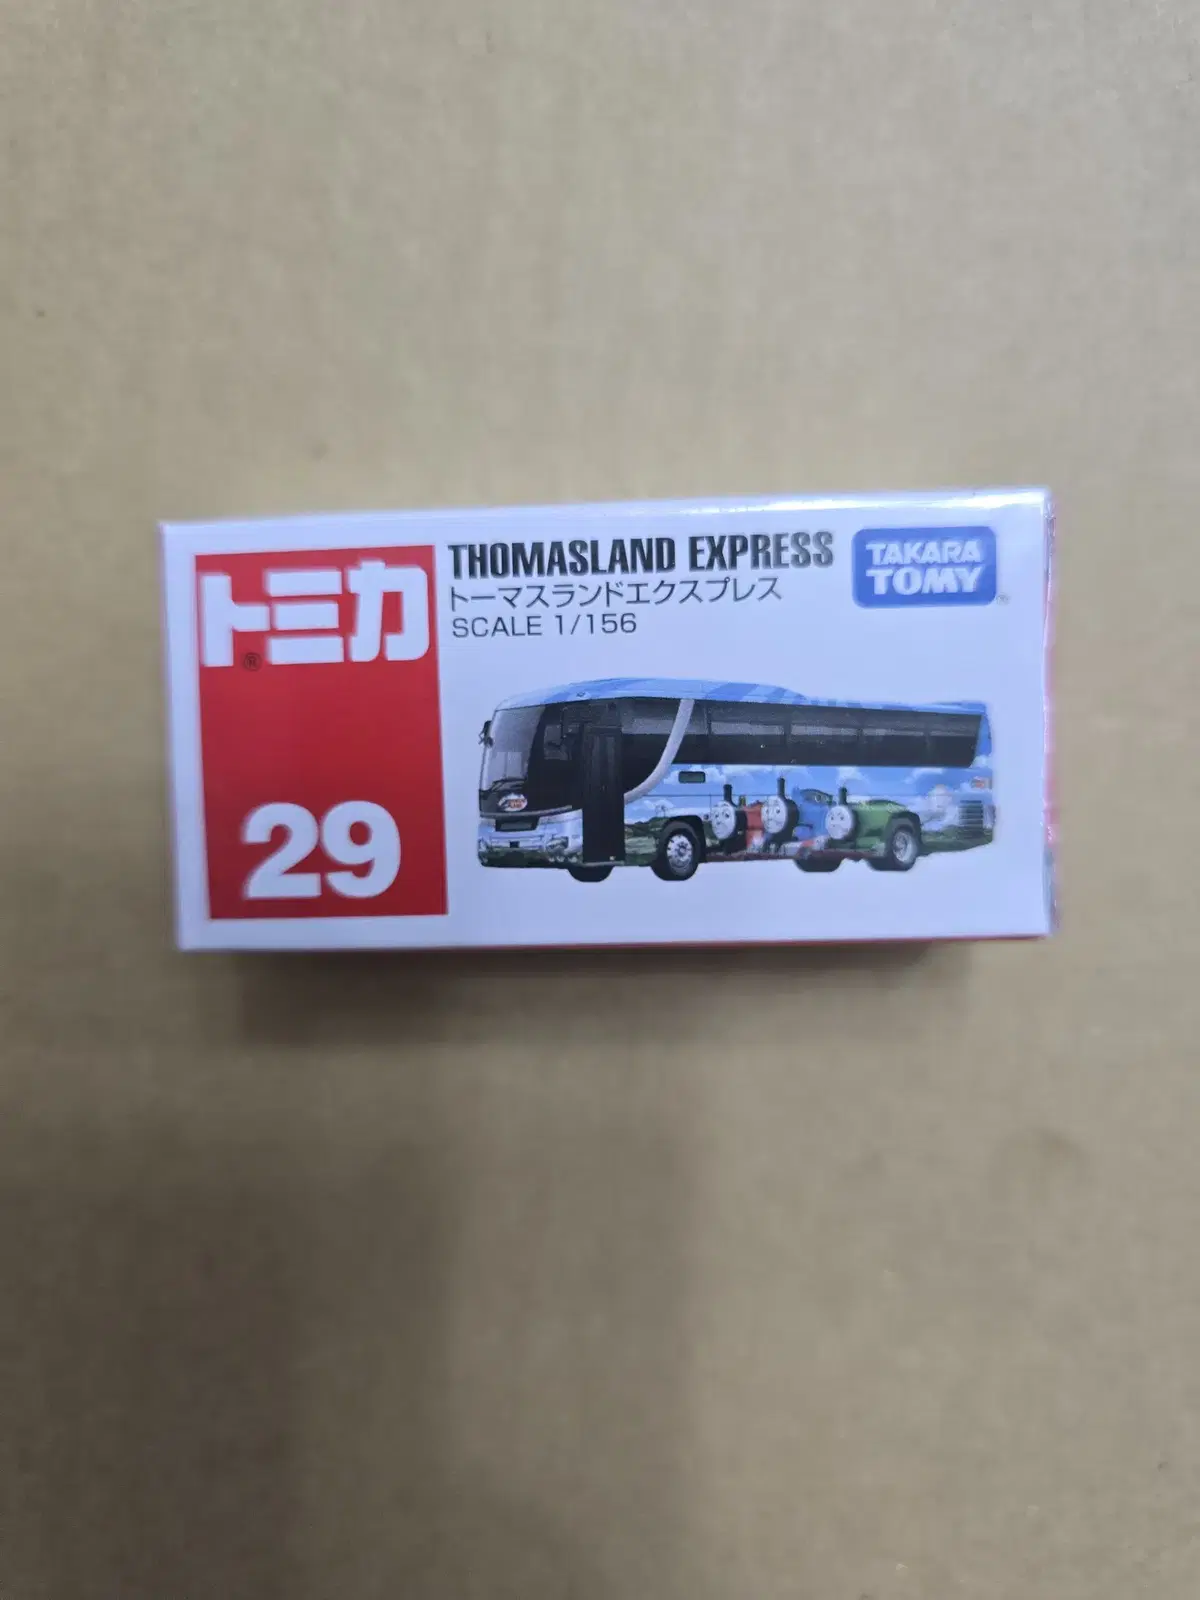 トミカ®
29
THOMASLAND EXPRESS
トーマスランドエクスプレス
SCALE 1/156
TAKARA
TOMY